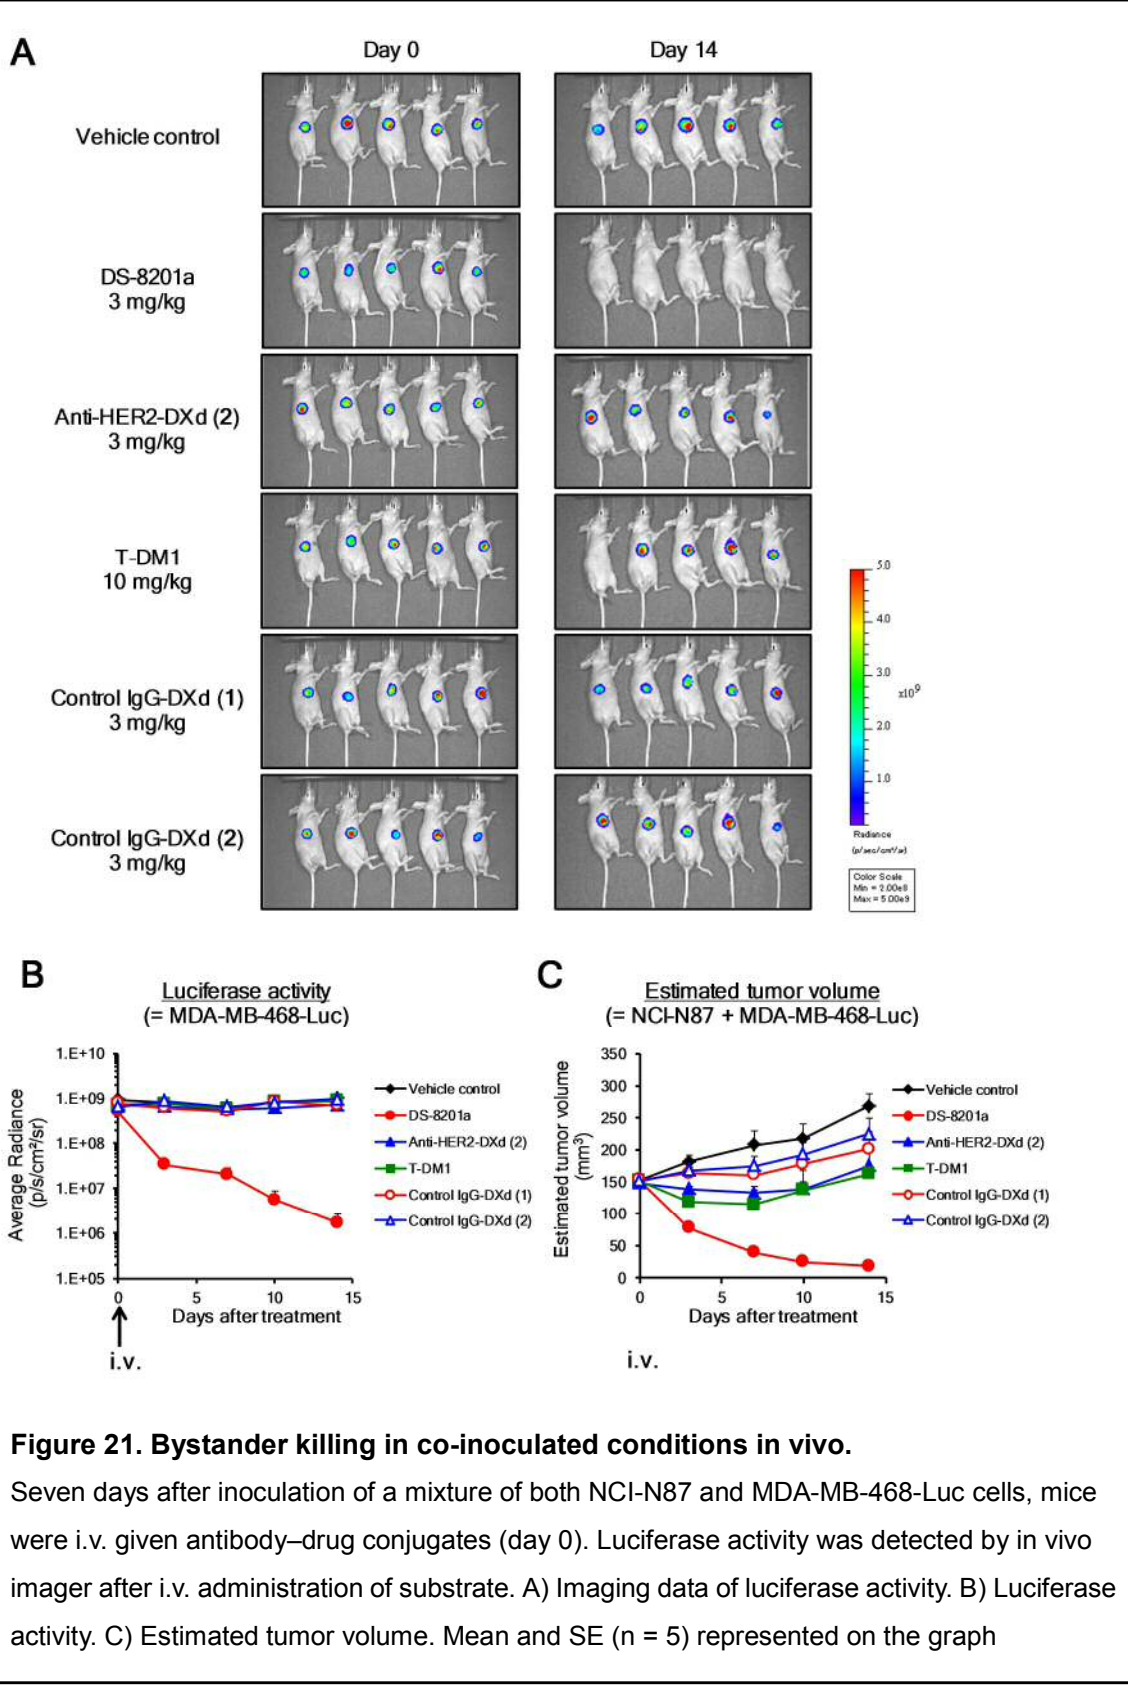 A
Day 0
Day 14
Vehicle control
DS-8201a
3 mg/kg
Anti-HER2-DXd (2)
3 mg/kg
T-DM1
10 mg/kg
Control IgG-DXd (1)
3 mg/kg
Control IgG-DXd (2)
3 mg/kg
5.0
4.0
3.0
x10⁹
2.0
1.0
Radiance
(p/sec/cm²/sr)
Color Scale
Min = 2.00e8
Max = 5.00e9
B
Luciferase activity
(= MDA-MB-468-Luc)
Average Radiance
(p/s/cm²/sr)
1.E+10
1.E+09
1.E+08
1.E+07
1.E+06
1.E+05
0
5
10
15
Days after treatment
i.v.
Vehicle control
DS-8201a
Anti-HER2-DXd (2)
T-DM1
Control IgG-DXd (1)
Control IgG-DXd (2)
C
Estimated tumor volume
(= NCI-N87 + MDA-MB-468-Luc)
Estimated tumor volume
(mm³)
350
300
250
200
150
100
50
0
0
5
10
15
Days after treatment
i.v.
Vehicle control
DS-8201a
Anti-HER2-DXd (2)
T-DM1
Control IgG-DXd (1)
Control IgG-DXd (2)
Figure 21. Bystander killing in co-inoculated conditions in vivo.
Seven days after inoculation of a mixture of both NCI-N87 and MDA-MB-468-Luc cells, mice
were i.v. given antibody–drug conjugates (day 0). Luciferase activity was detected by in vivo
imager after i.v. administration of substrate. A) Imaging data of luciferase activity. B) Luciferase
activity. C) Estimated tumor volume. Mean and SE (n = 5) represented on the graph